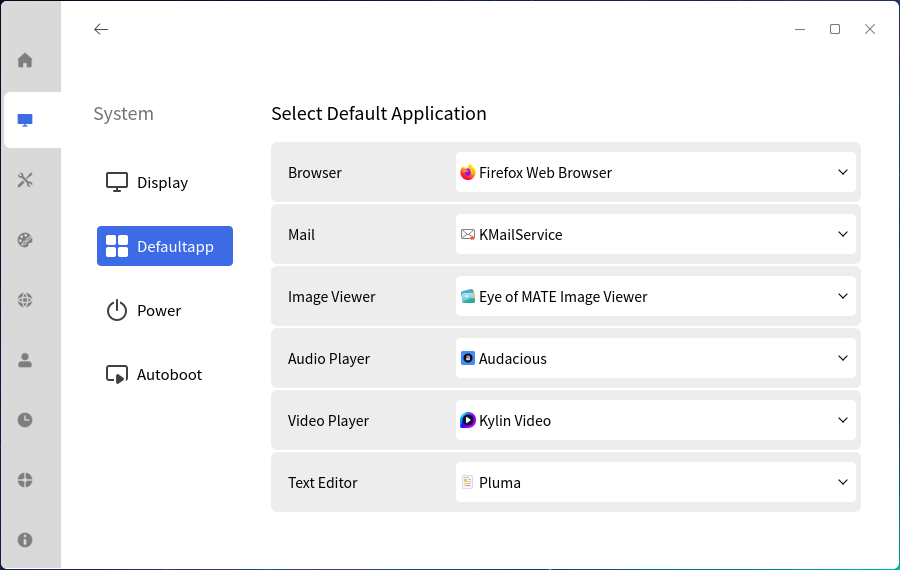 System
Select Default Application
Display
Defaultapp
Power
Autoboot
Browser
Firefox Web Browser
Mail
KMailService
Image Viewer
Eye of MATE Image Viewer
Audio Player
Audacious
Video Player
Kylin Video
Text Editor
Pluma